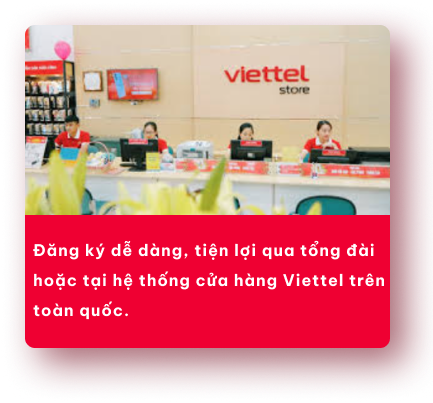 viettel
store
Đăng ký dễ dàng, tiện lợi qua tổng đài
hoặc tại hệ thống cửa hàng Viettel trên
toàn quốc.